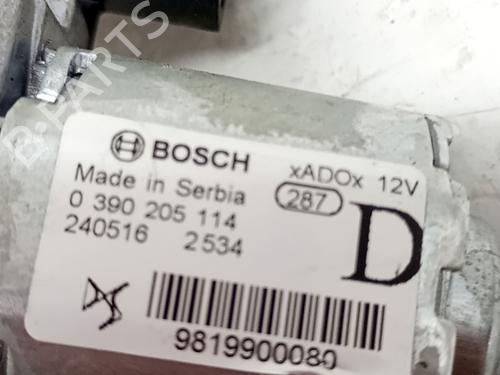 BOSCH
xADOx 12V
Made in Serbia
287
0 390 205 114
D
240516 2534
9819900080
B-PARTS